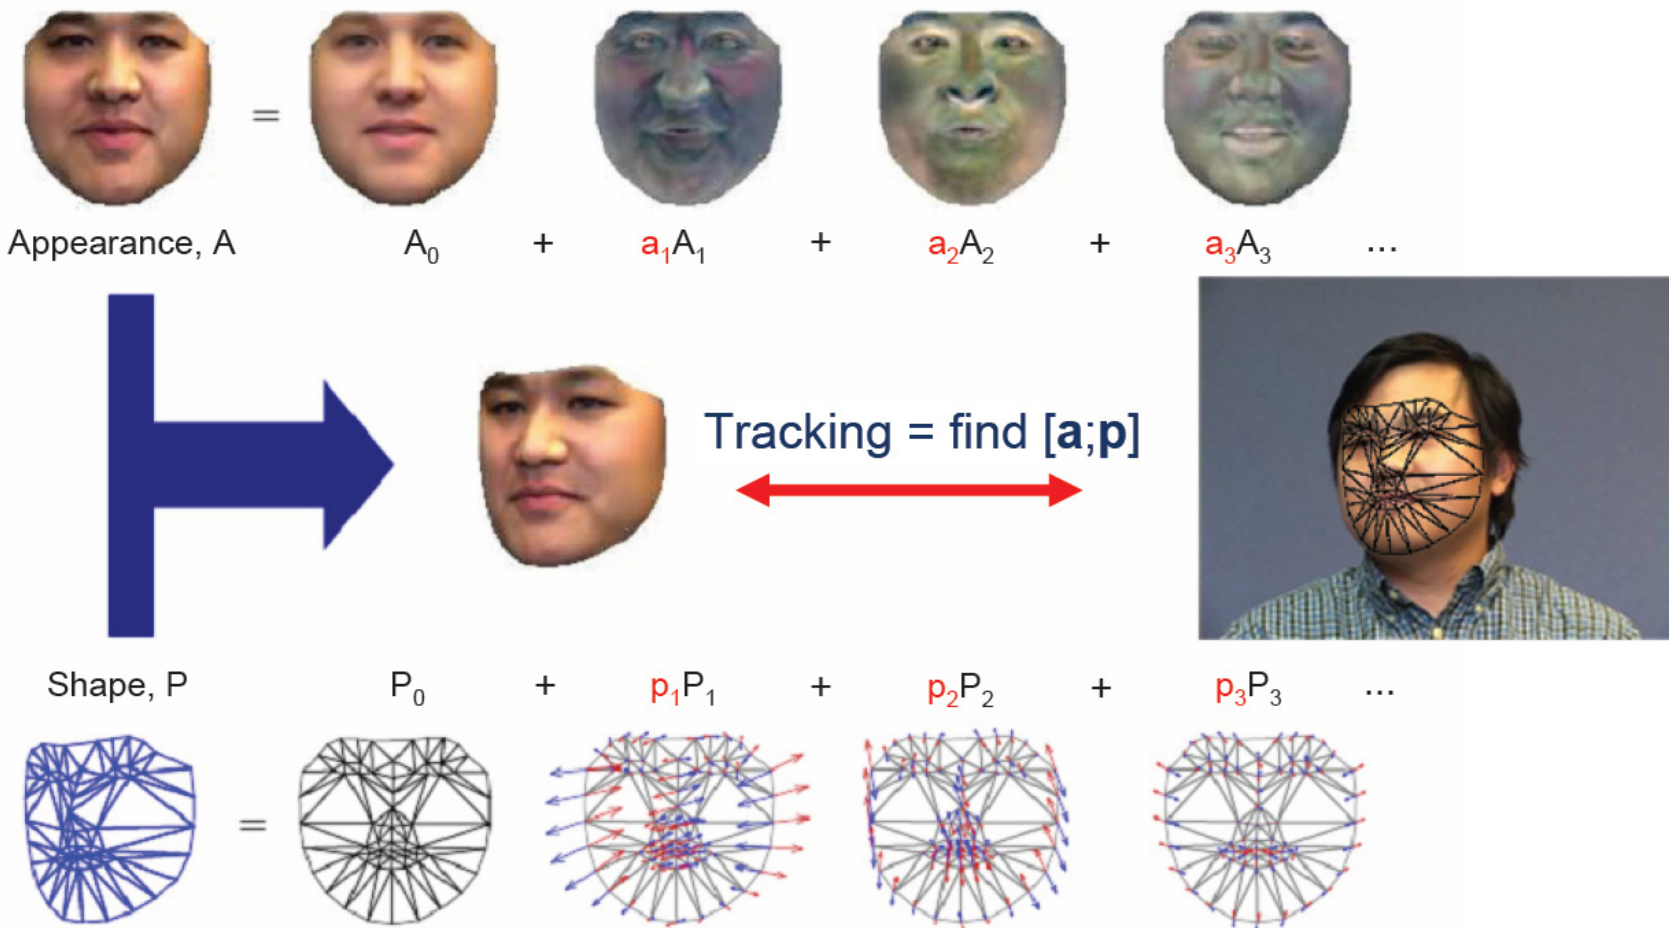 =
Appearance, A A₀ + a₁A₁ + a₂A₂ + a₃A₃ ...
Tracking = find [a;p]
Shape, P P₀ + p₁P₁ + p₂P₂ + p₃P₃ ...
=